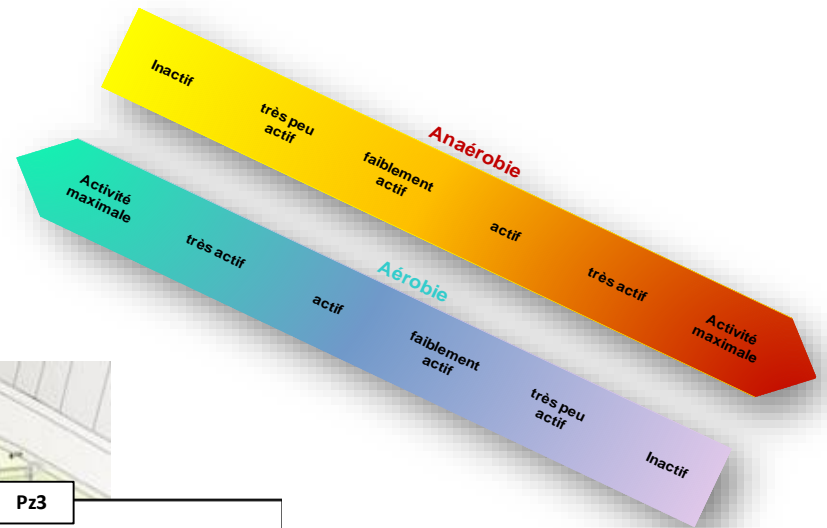 Inactif
très peu
actif
faiblement
actif
Anaérobie
actif
très actif
Activité
maximale
Activité
maximale
très actif
Aérobie
actif
faiblement
actif
très peu
actif
Inactif
Pz3